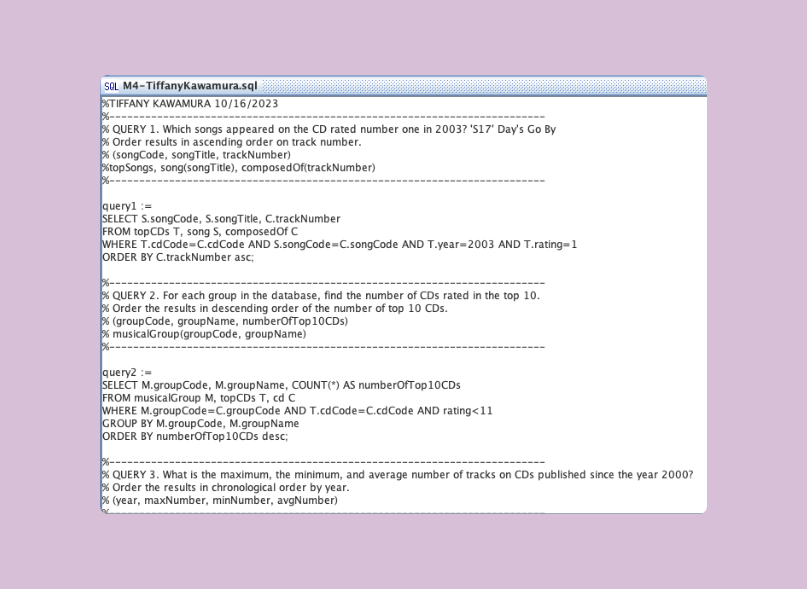 SQL M4-TiffanyKawamura.sql
%TIFFANY KAWAMURA 10/16/2023
%--------------------------------------------------------------------------
% QUERY 1. Which songs appeared on the CD rated number one in 2003? 'S17' Day's Go By
% Order results in ascending order on track number.
% (songCode, songTitle, trackNumber)
%topSongs, song(songTitle), composedOf(trackNumber)
%--------------------------------------------------------------------------
query1 :=
SELECT S.songCode, S.songTitle, C.trackNumber
FROM topCDs T, song S, composedOf C
WHERE T.cdCode=C.cdCode AND S.songCode=C.songCode AND T.year=2003 AND T.rating=1
ORDER BY C.trackNumber asc;
%--------------------------------------------------------------------------
% QUERY 2. For each group in the database, find the number of CDs rated in the top 10.
% Order the results in descending order of the number of top 10 CDs.
% (groupCode, groupName, numberOfTop10CDs)
% musicalGroup(groupCode, groupName)
%--------------------------------------------------------------------------
query2 :=
SELECT M.groupCode, M.groupName, COUNT(*) AS numberOfTop10CDs
FROM musicalGroup M, topCDs T, cd C
WHERE M.groupCode=C.groupCode AND T.cdCode=C.cdCode AND rating<11
GROUP BY M.groupCode, M.groupName
ORDER BY numberOfTop10CDs desc;
%--------------------------------------------------------------------------
% QUERY 3. What is the maximum, the minimum, and average number of tracks on CDs published since the year 2000?
% Order the results in chronological order by year.
% (year, maxNumber, minNumber, avgNumber)
%--------------------------------------------------------------------------